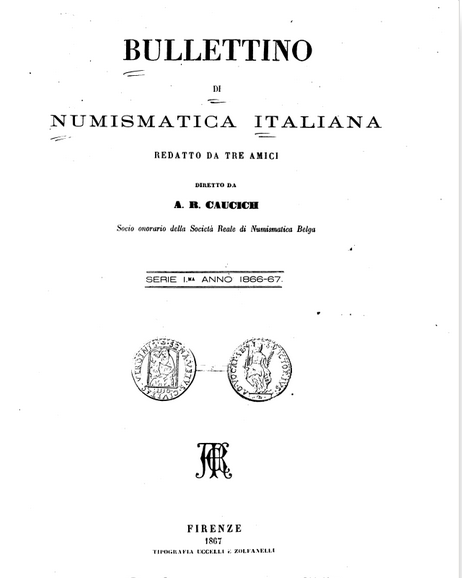 BULLETTINO
DI
NUMISMATICA ITALIANA
REDATTO DA TRE AMICI
DIRETTO DA
A. R. CAUCICH
Socio onorario della Società Reale di Numismatica Belga
SERIE I.MA ANNO 1866-67.
FIRENZE
1867
TIPOGRAFIA UCCELLI e ZOLFANELLI